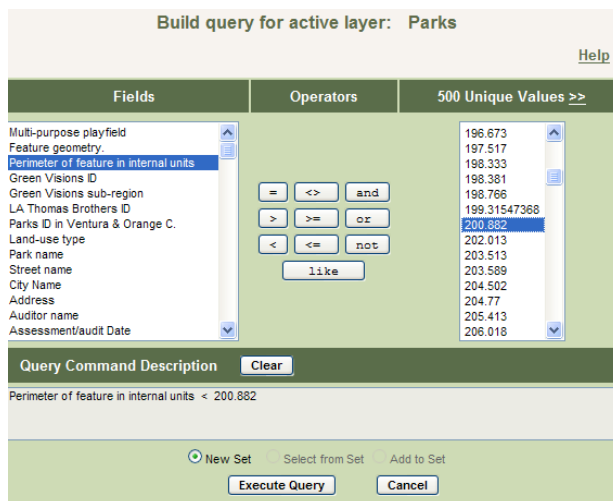 Build query for active layer: Parks
Help
Fields Operators 500 Unique Values >>
Multi-purpose playfield
Feature geometry.
Perimeter of feature in internal units
Green Visions ID
Green Visions sub-region
LA Thomas Brothers ID
Parks ID in Ventura & Orange C.
Land-use type
Park name
Street name
City Name
Address
Auditor name
Assessment/audit Date
= <> and
> >= or
< <= not
like
196.673
197.517
198.333
198.381
198.766
199.31547368
200.882
202.013
203.513
203.589
204.502
204.77
205.413
206.018
Query Command Description Clear
Perimeter of feature in internal units < 200.882
New Set Select from Set Add to Set
Execute Query Cancel